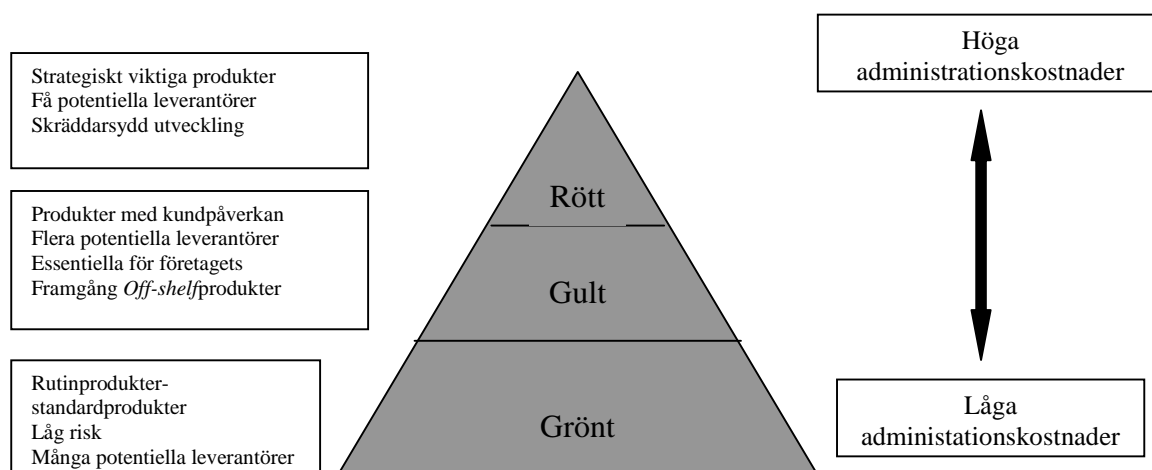 Höga
administrationskostnader
Strategiskt viktiga produkter
Få potentiella leverantörer
Skräddarsydd utveckling
Rött
Produkter med kundpåverkan
Flera potentiella leverantörer
Essentiella för företagets
Framgång Off-shelfprodukter
Gult
Rutinprodukter-
standardprodukter
Låg risk
Många potentiella leverantörer
Grönt
Låga
administationskostnader